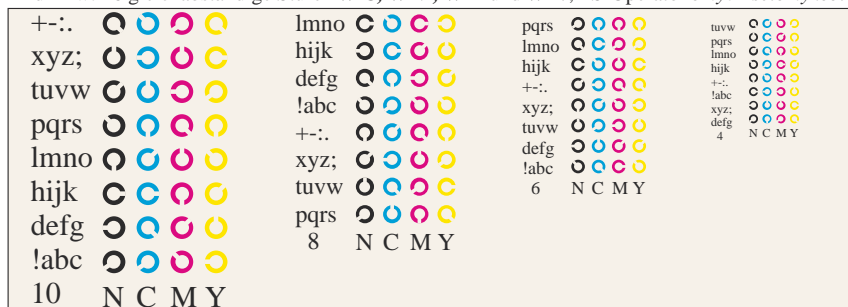 +-:.
xyz;
tuvw
pqrs
lmno
hijk
defg
!abc
10 N C M Y
lmno
hijk
defg
!abc
+-:.
xyz;
tuvw
pqrs
8 N C M Y
pqrs
lmno
hijk
+-:.
xyz;
tuvw
defg
!abc
6 N C M Y
tuvw
pqrs
lmno
hijk
+-:.
!abc
xyz;
defg
4 N C M Y